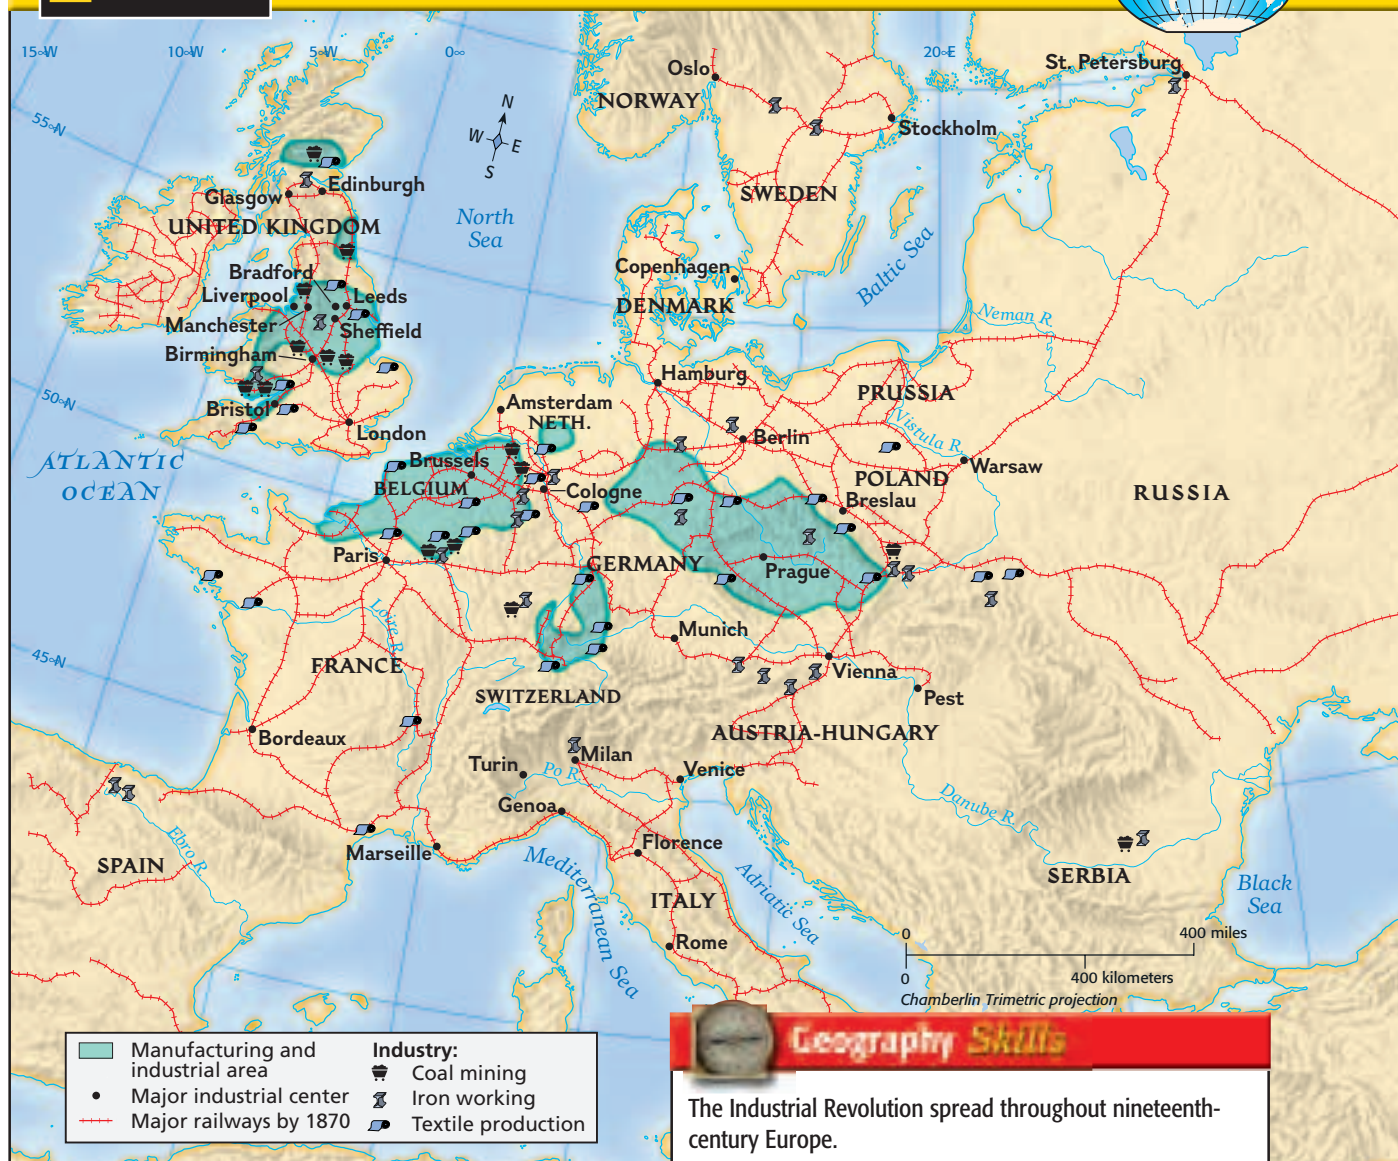 15∞W
10∞W
5∞W
0∞
20∞E
55∞N
50∞N
45∞N
N
W
E
S
Oslo
NORWAY
St. Petersburg
Stockholm
SWEDEN
Edinburgh
Glasgow
UNITED KINGDOM
North
Sea
Baltic Sea
Bradford
Liverpool
Leeds
Manchester
Sheffield
Birmingham
Bristol
London
Copenhagen
DENMARK
Neman R.
Hamburg
PRUSSIA
Amsterdam
NETH.
Berlin
Vistula R.
Warsaw
ATLANTIC
OCEAN
Brussels
BELGIUM
Cologne
POLAND
Breslau
RUSSIA
Paris
GERMANY
Prague
Loire R.
Munich
FRANCE
Vienna
SWITZERLAND
Pest
Bordeaux
AUSTRIA-HUNGARY
Turin
Milan
Po R.
Venice
Genoa
Danube R.
Ebro R.
Marseille
Florence
SPAIN
Mediterranean Sea
Adriatic Sea
SERBIA
ITALY
Black
Sea
Rome
0
400 miles
0
400 kilometers
Chamberlin Trimetric projection
Manufacturing and
industrial area
Major industrial center
Major railways by 1870
Industry:
Coal mining
Iron working
Textile production
Geography Skills
The Industrial Revolution spread throughout nineteenth-
century Europe.